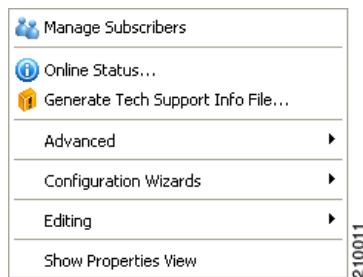 Manage Subscribers
Online Status...
Generate Tech Support Info File...
Advanced
Configuration Wizards
Editing
Show Properties View
210011